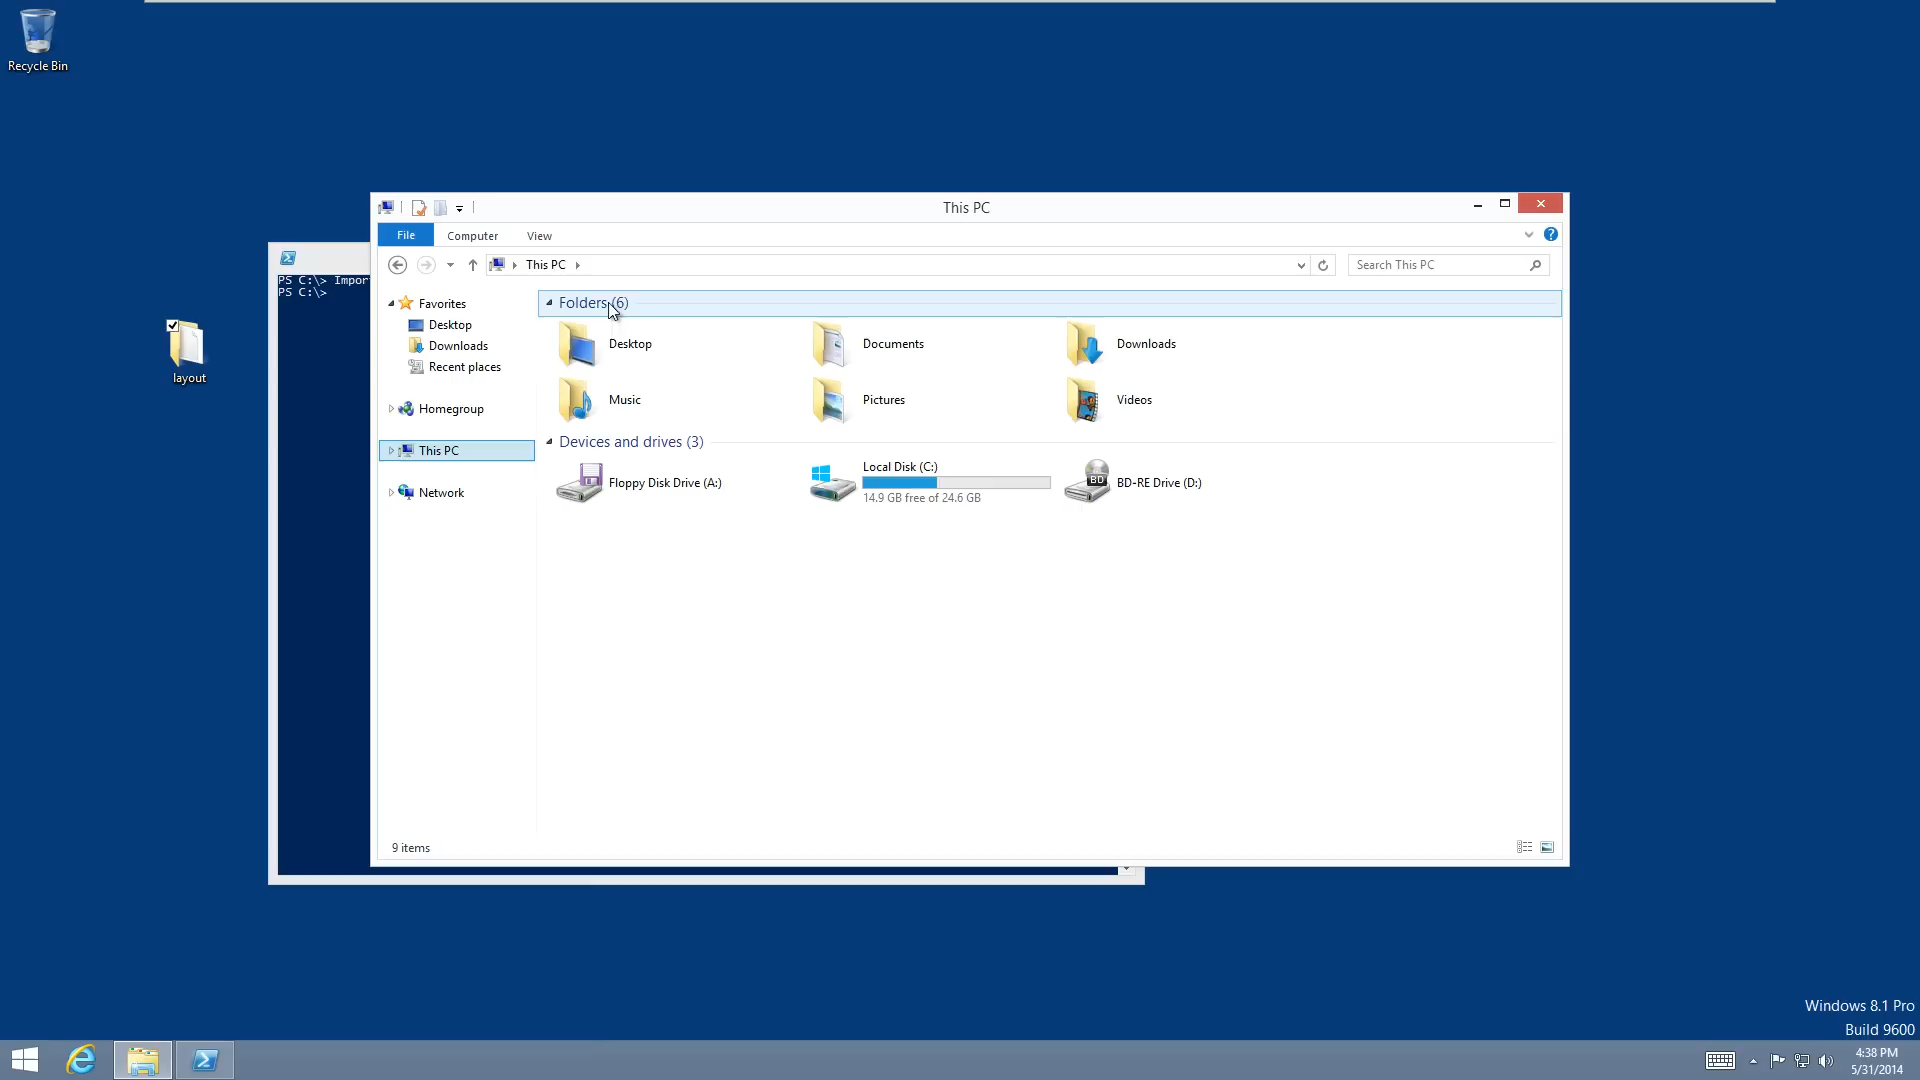 Recycle Bin
This PC
File
Computer
View
This PC
Search This PC
PS C:\> Impor
PS C:\>
Favorites
Desktop
Downloads
Recent places
Homegroup
This PC
Network
Folders (6)
Desktop
Documents
Downloads
Music
Pictures
Videos
Devices and drives (3)
Floppy Disk Drive (A:)
Local Disk (C:)
14.9 GB free of 24.6 GB
BD
BD-RE Drive (D:)
layout
9 items
Windows 8.1 Pro
Build 9600
4:38 PM
5/31/2014